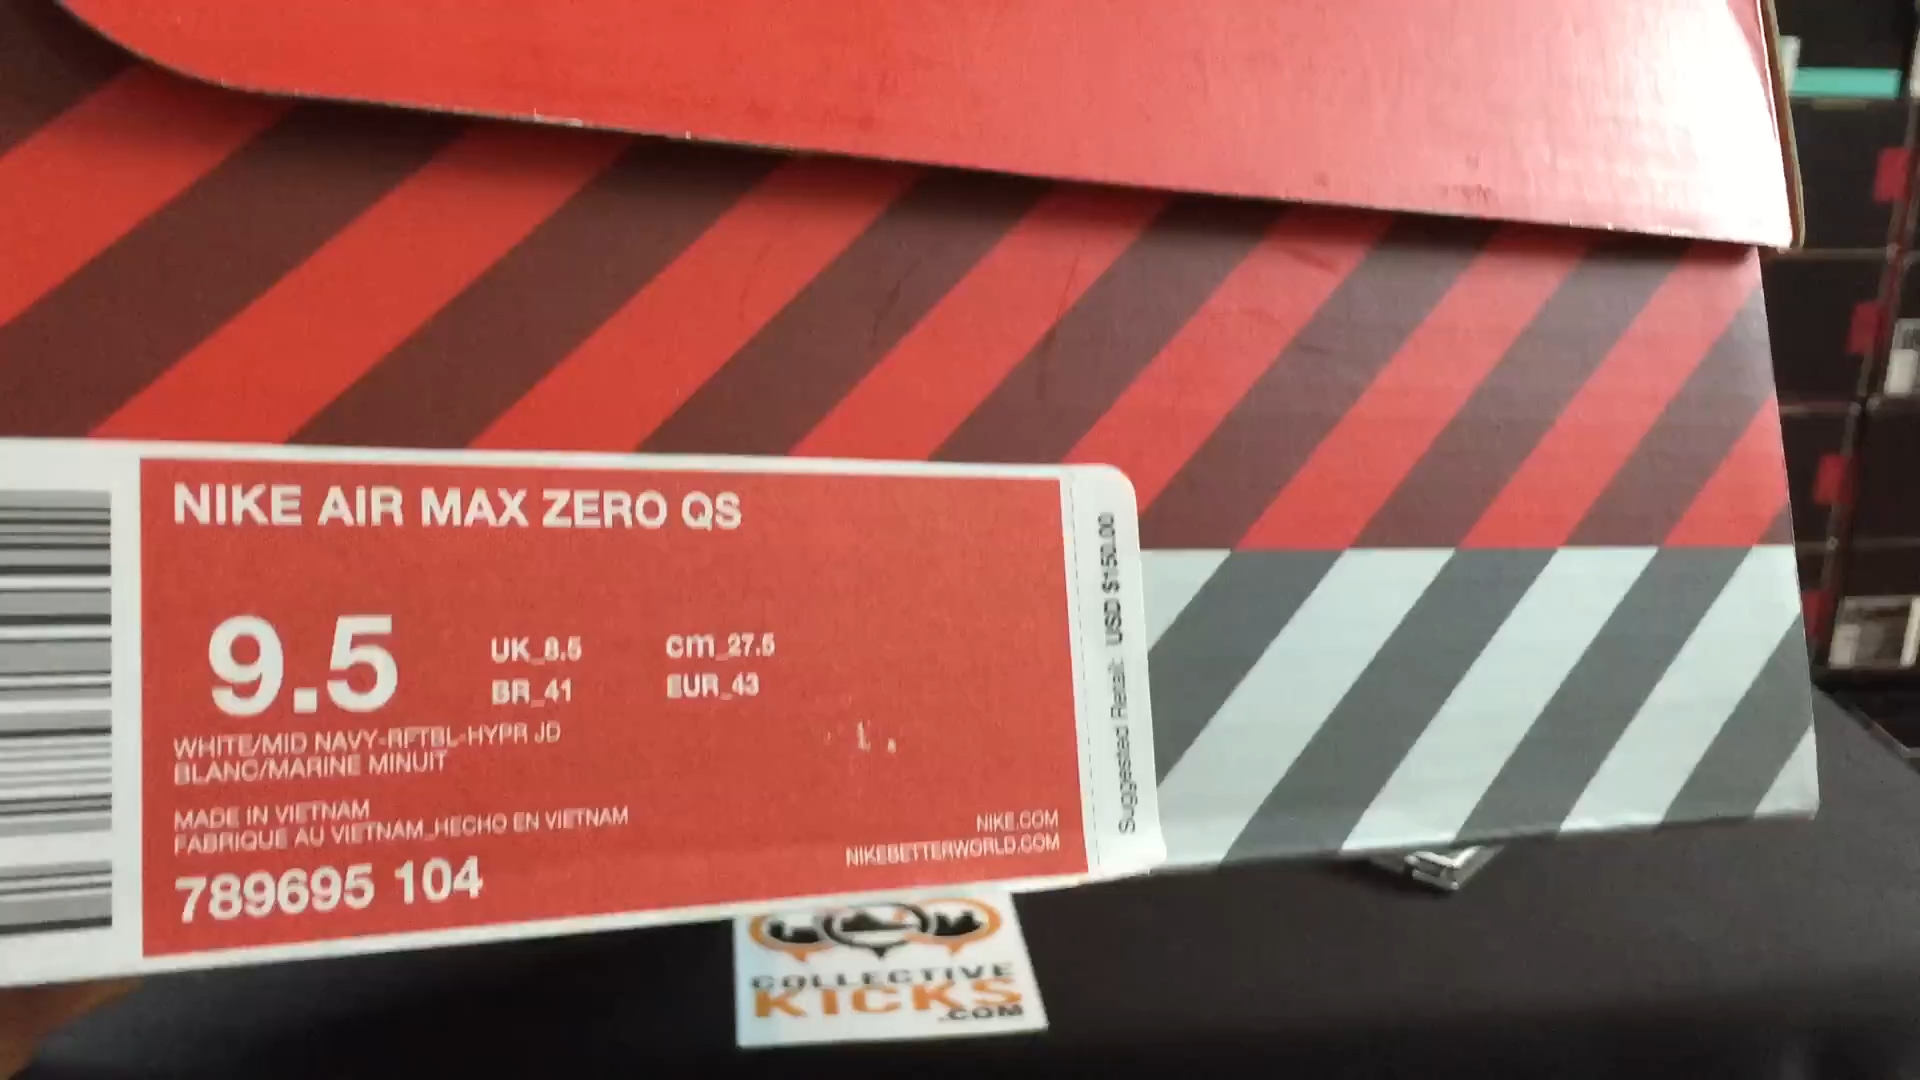 NIKE AIR MAX ZERO QS
9.5
UK_8.5
cm_27.5
BR_41
EUR_43
WHITE/MID NAVY-RFTBL-HYPR JD
BLANC/MARINE MINUIT
MADE IN VIETNAM
FABRIQUE AU VIETNAM_HECHO EN VIETNAM
789695 104
NIKE.COM
NIKEBETTERWORLD.COM
Suggested Retail: USD $150.00
COLLECTIVE
KICKS
.COM